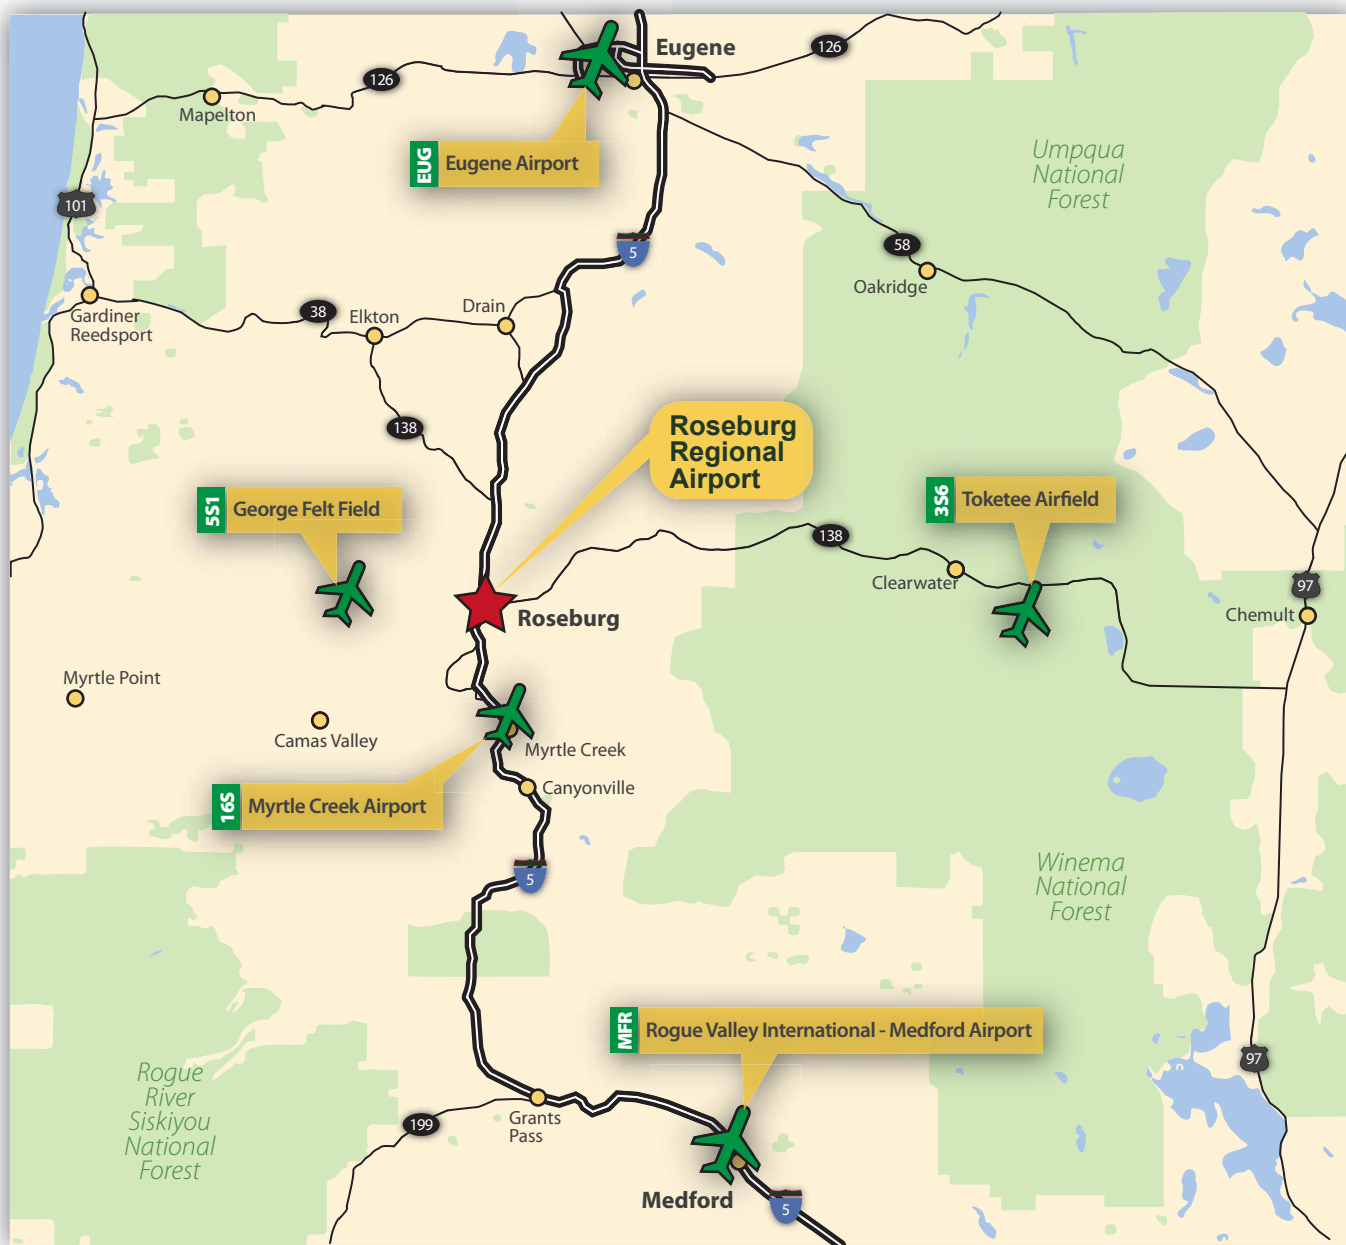 Eugene
126
126
Mapelton
EUG
Eugene Airport
Umpqua
National
Forest
101
5
58
Oakridge
Gardiner
Reedsport
38
Elkton
Drain
138
Roseburg
Regional
Airport
5S1
George Felt Field
3S6
Toketee Airfield
138
Clearwater
97
Chemult
Roseburg
Myrtle Point
Camas Valley
Myrtle Creek
Canyonville
16S
Myrtle Creek Airport
5
Winema
National
Forest
MFR
Rogue Valley International - Medford Airport
97
Rogue
River
Siskiyou
National
Forest
199
Grants
Pass
Medford
5